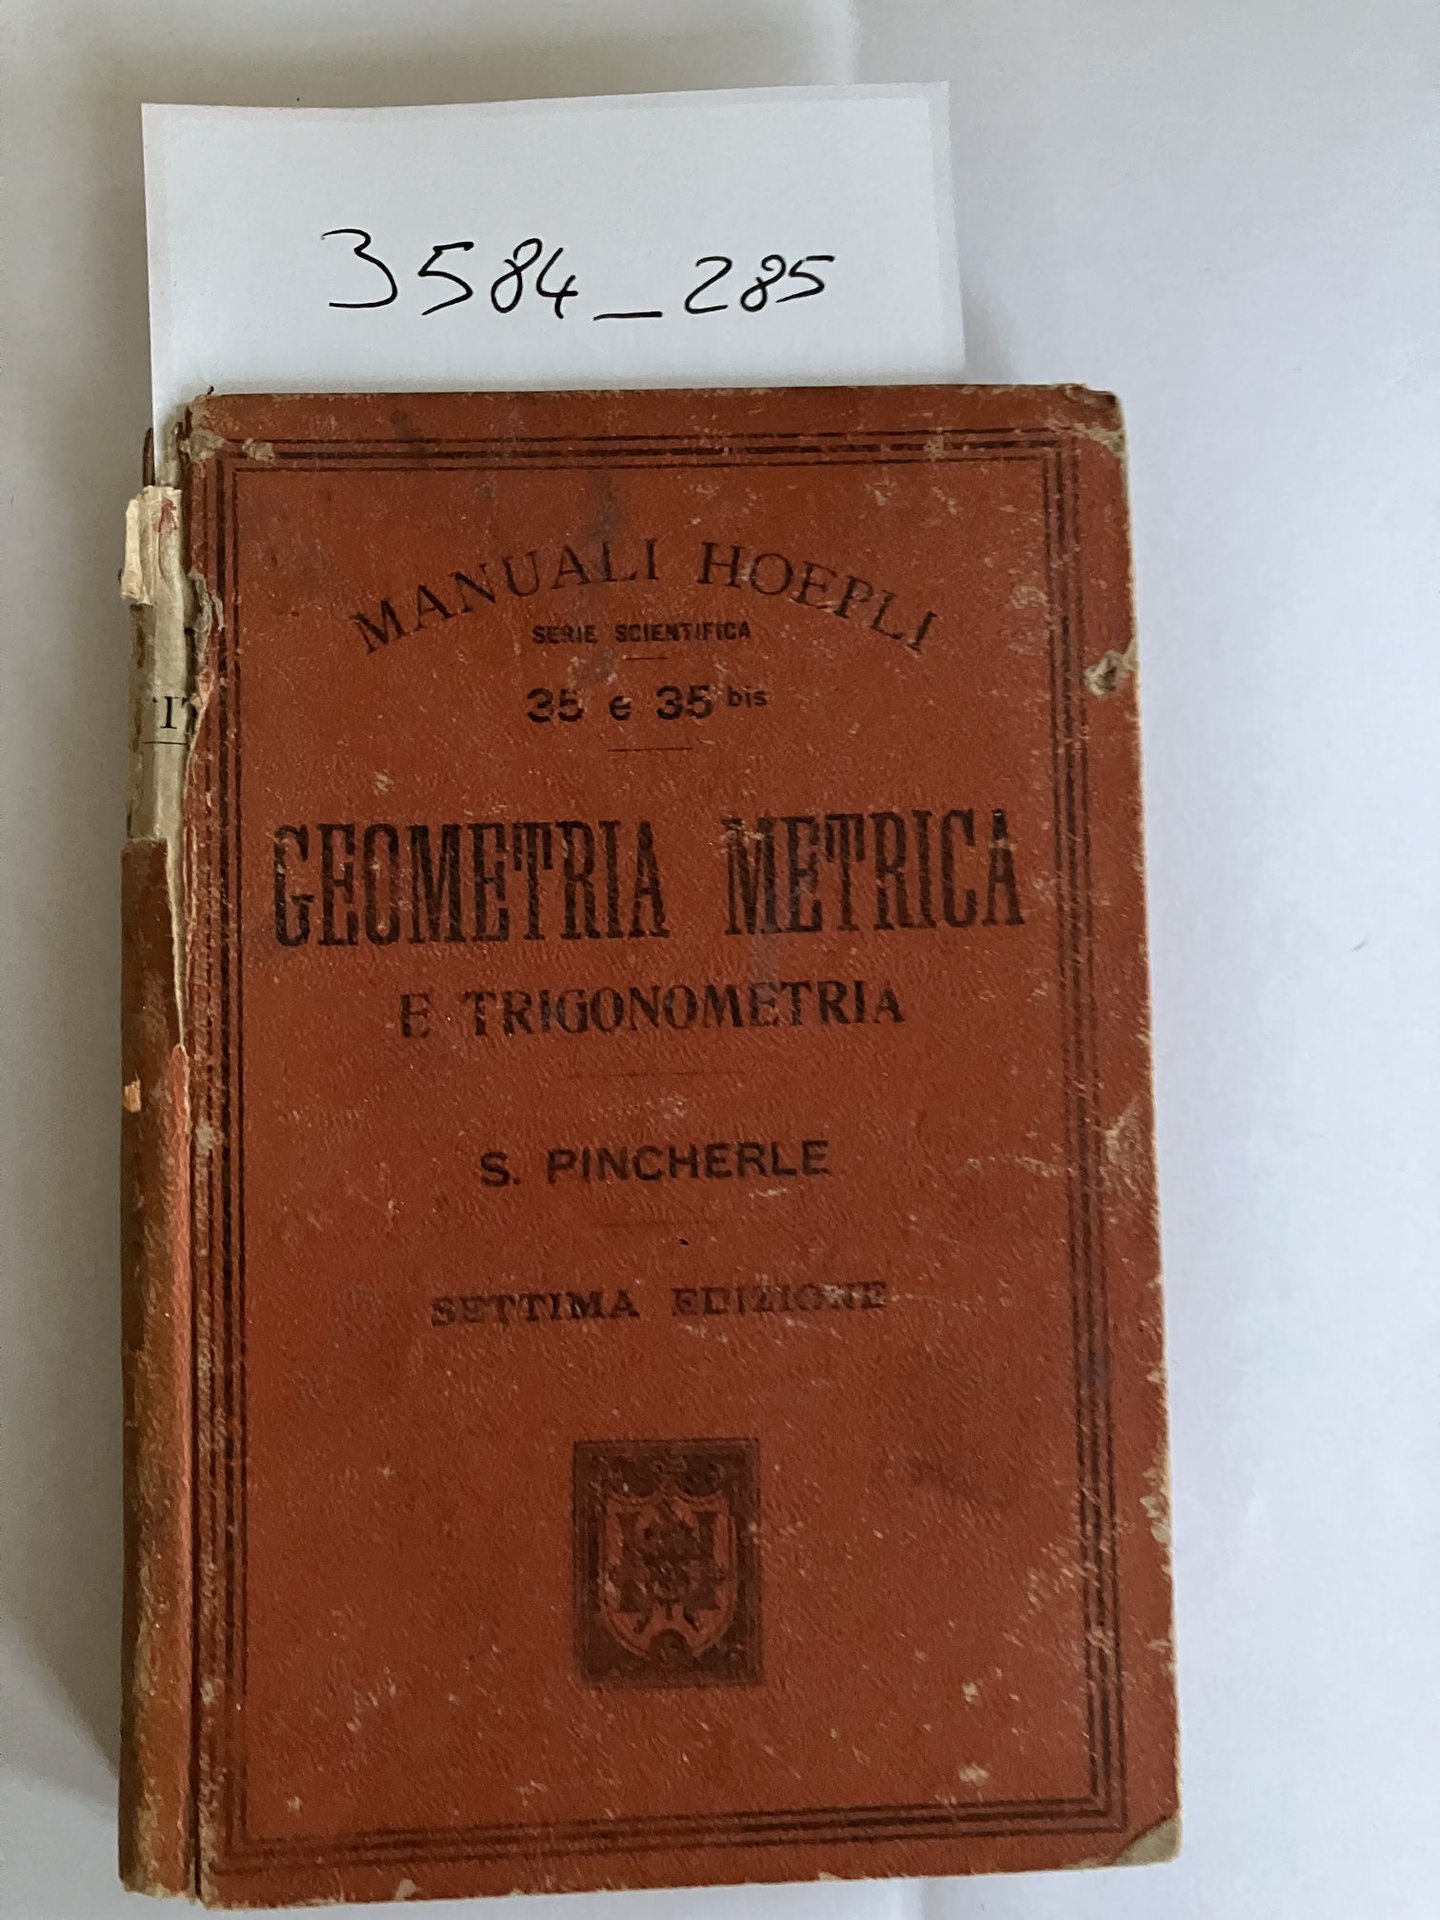 3584_285
MANUALI HOEPLI
SERIE SCIENTIFICA
35 e 35 bis
GEOMETRIA METRICA
E TRIGONOMETRIA
S. PINCHERLE
SETTIMA EDIZIONE